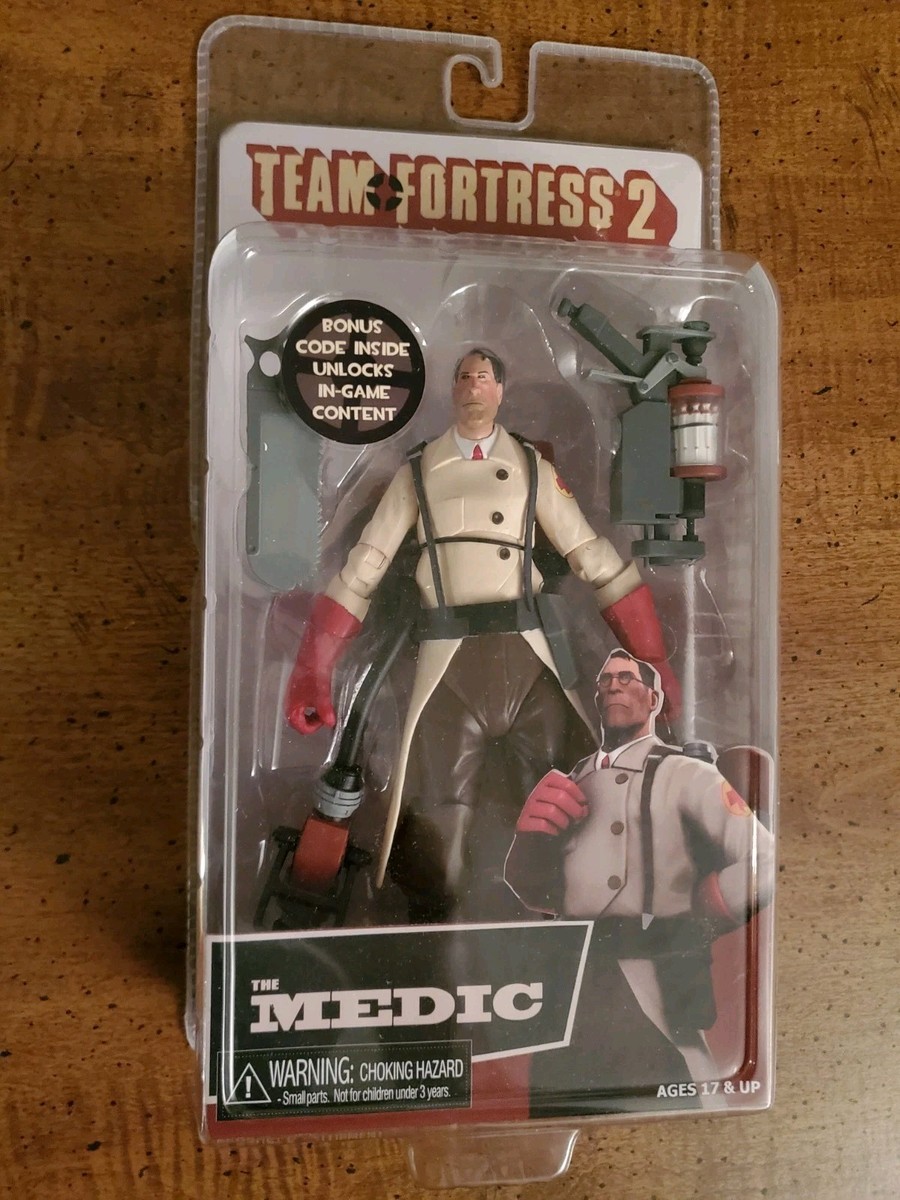 TEAM FORTRESS 2
BONUS
CODE INSIDE
UNLOCKS
IN-GAME
CONTENT
THE
MEDIC
WARNING: CHOKING HAZARD
- Small parts. Not for children under 3 years.
AGES 17 & UP